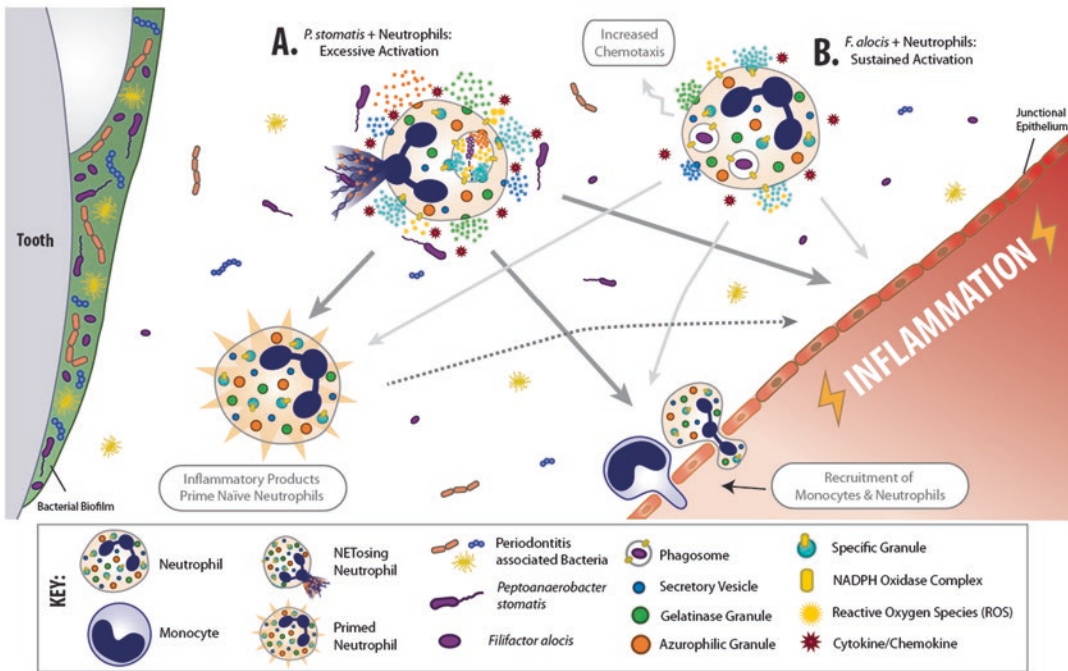 A.
P. stomatis + Neutrophils:
Excessive Activation
Increased
Chemotaxis
B.
F. alocis + Neutrophils:
Sustained Activation
Junctional
Epithelium
Tooth
INFLAMMATION
Inflammatory Products
Prime Naïve Neutrophils
Recruitment of
Monocytes & Neutrophils
Bacterial Biofilm
KEY:
Neutrophil
Monocyte
NETosing
Neutrophil
Primed
Neutrophil
Periodontitis
associated Bacteria
Peptoanaerobacter
stomatis
Filifactor alocis
Phagosome
Secretory Vesicle
Gelatinase Granule
Azurophilic Granule
Specific Granule
NADPH Oxidase Complex
Reactive Oxygen Species (ROS)
Cytokine/Chemokine